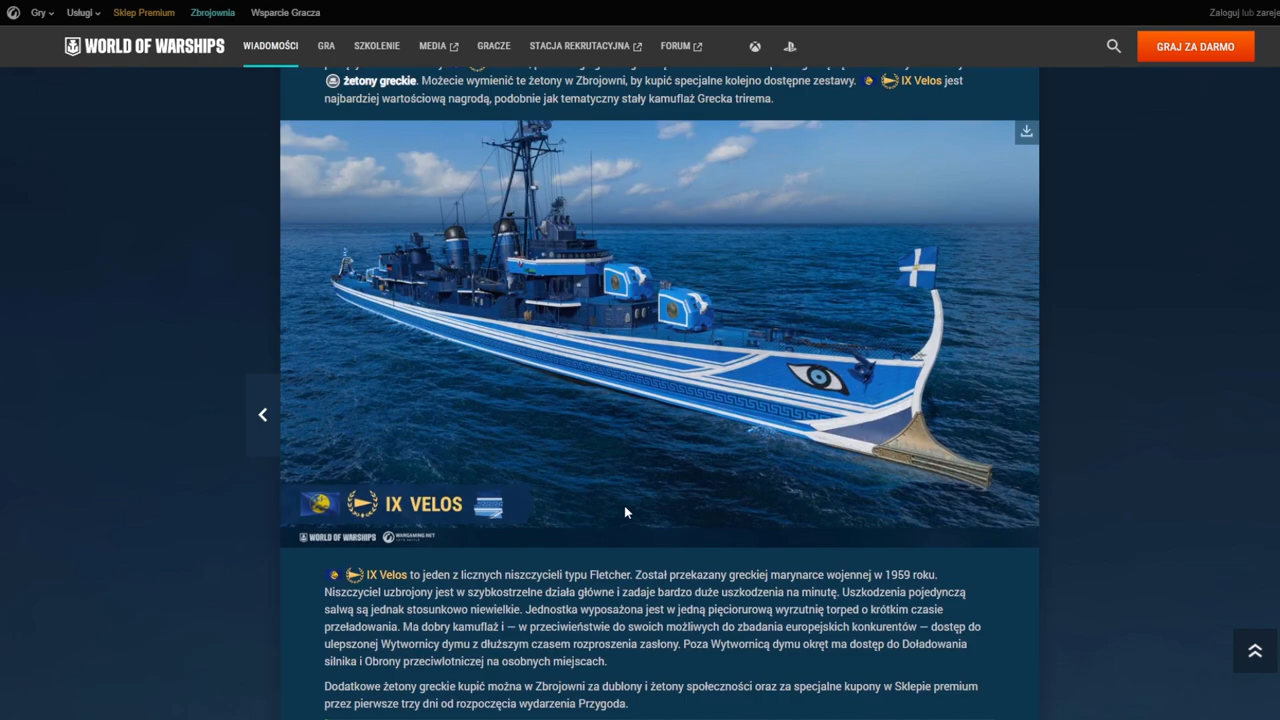 Gry Usługi Sklep Premium Zbrojownia Wsparcie Gracza Zaloguj lub zareje
WORLD OF WARSHIPS WIADOMOŚCI GRA SZKOLENIE MEDIA GRACZE STACJA REKRUTACYJNA FORUM GRAJ ZA DARMO
żetony greckie. Możecie wymienić te żetony w Zbrojowni, by kupić specjalne kolejno dostępne zestawy. IX Velos jest
najbardziej wartościową nagrodą, podobnie jak tematyczny stały kamuflaż Grecka trirema.
IX VELOS
WORLD OF WARSHIPS WARGAMING.NET
IX Velos to jeden z licznych niszczycieli typu Fletcher. Został przekazany greckiej marynarce wojennej w 1959 roku.
Niszczyciel uzbrojony jest w szybkostrzelne działa główne i zadaje bardzo duże uszkodzenia na minutę. Uszkodzenia pojedynczą
salwą są jednak stosunkowo niewielkie. Jednostka wyposażona jest w jedną pięciorurową wyrzutnię torped o krótkim czasie
przeładowania. Ma dobry kamuflaż i — w przeciwieństwie do swoich możliwych do zbadania europejskich konkurentów — dostęp do
ulepszonej Wytwornicy dymu z dłuższym czasem rozproszenia zasłony. Poza Wytwornicą dymu okręt ma dostęp do Doładowania
silnika i Obrony przeciwlotniczej na osobnych miejscach.
Dodatkowe żetony greckie kupić można w Zbrojowni za dublony i żetony społeczności oraz za specjalne kupony w Sklepie premium
przez pierwsze trzy dni od rozpoczęcia wydarzenia Przygoda.